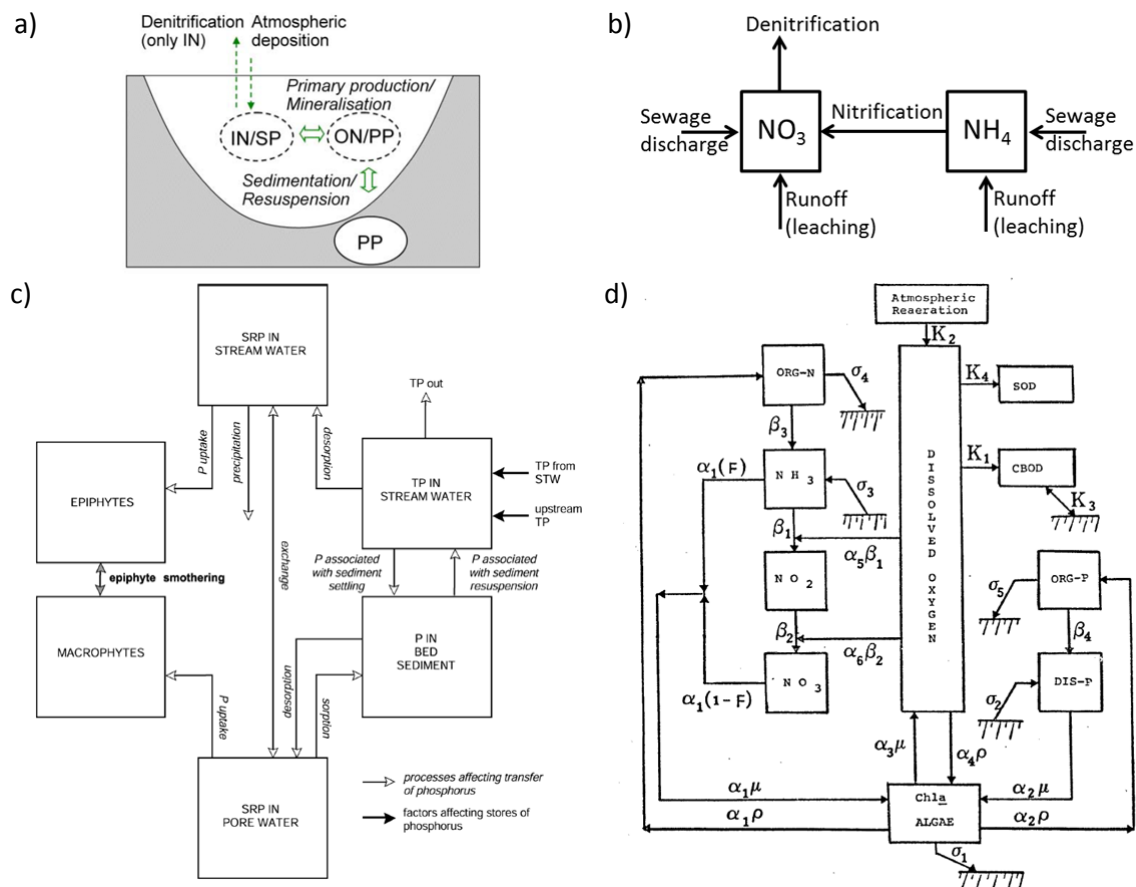 a)
Denitrification
(only IN)
Atmospheric
deposition
Primary production/
Mineralisation
IN/SP
ON/PP
Sedimentation/
Resuspension
PP
b)
Denitrification
Sewage
discharge
NO3
Nitrification
NH4
Sewage
discharge
Runoff
(leaching)
Runoff
(leaching)
c)
SRP IN
STREAM WATER
TP out
P uptake
precipitation
desorption
EPIPHYTES
TP IN
STREAM WATER
TP from
STW
upstream
TP
exchange
epiphyte smothering
P associated
with sediment
settling
P associated
with sediment
resuspension
MACROPHYTES
P IN
BED
SEDIMENT
P uptake
desorption
sorption
SRP IN
PORE WATER
processes affecting transfer
of phosphorus
factors affecting stores of
phosphorus
d)
Atmospheric
Reaeration
K2
ORG-N
σ4
K4
SOD
β3
DISSOLVED OXYGEN
K1
CBOD
α1(F)
NH3
σ3
K3
β1
α5β1
NO2
σ5
ORG-P
β2
α6β2
β4
α1(1-F)
NO3
σ2
DIS-P
α3μ
α4ρ
α1μ
Chla
ALGAE
α2μ
α1ρ
α2ρ
σ1